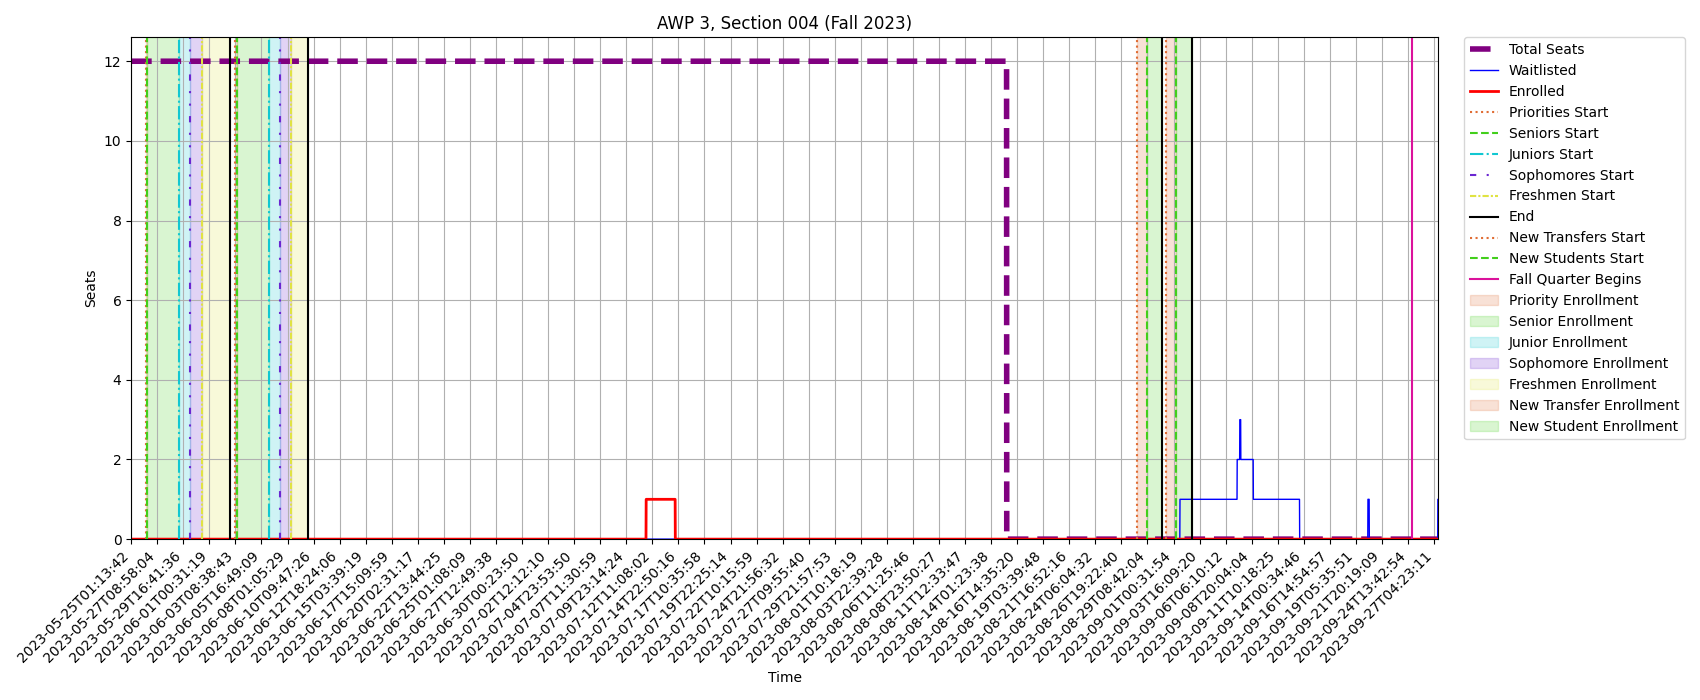 AWP 3, Section 004 (Fall 2023)
Seats
12
10
8
6
4
2
0
2023-05-25T01:13:42
2023-05-27T08:58:04
2023-05-29T16:41:36
2023-06-01T00:31:19
2023-06-03T08:38:43
2023-06-05T16:49:09
2023-06-08T01:05:29
2023-06-10T09:47:26
2023-06-12T18:24:06
2023-06-15T03:39:19
2023-06-17T15:09:59
2023-06-20T02:31:17
2023-06-22T13:44:25
2023-06-25T01:08:09
2023-06-27T12:49:38
2023-06-30T00:23:50
2023-07-02T12:12:10
2023-07-04T23:53:50
2023-07-07T11:30:59
2023-07-09T23:14:24
2023-07-12T11:08:02
2023-07-14T22:50:16
2023-07-17T10:35:58
2023-07-19T22:25:14
2023-07-22T10:15:59
2023-07-24T21:56:32
2023-07-27T09:55:40
2023-07-29T21:57:53
2023-08-01T10:18:19
2023-08-03T22:39:28
2023-08-06T11:25:46
2023-08-08T23:50:27
2023-08-11T12:33:47
2023-08-14T01:23:38
2023-08-16T14:35:20
2023-08-19T03:39:48
2023-08-21T16:52:16
2023-08-24T06:04:32
2023-08-26T19:22:40
2023-08-29T08:42:04
2023-09-01T00:31:54
2023-09-03T16:09:20
2023-09-06T06:10:12
2023-09-08T20:04:04
2023-09-11T10:18:25
2023-09-14T00:34:46
2023-09-16T14:54:57
2023-09-19T05:35:51
2023-09-21T20:19:09
2023-09-24T13:42:54
2023-09-27T04:23:11
Time
Total Seats
Waitlisted
Enrolled
Priorities Start
Seniors Start
Juniors Start
Sophomores Start
Freshmen Start
End
New Transfers Start
New Students Start
Fall Quarter Begins
Priority Enrollment
Senior Enrollment
Junior Enrollment
Sophomore Enrollment
Freshmen Enrollment
New Transfer Enrollment
New Student Enrollment